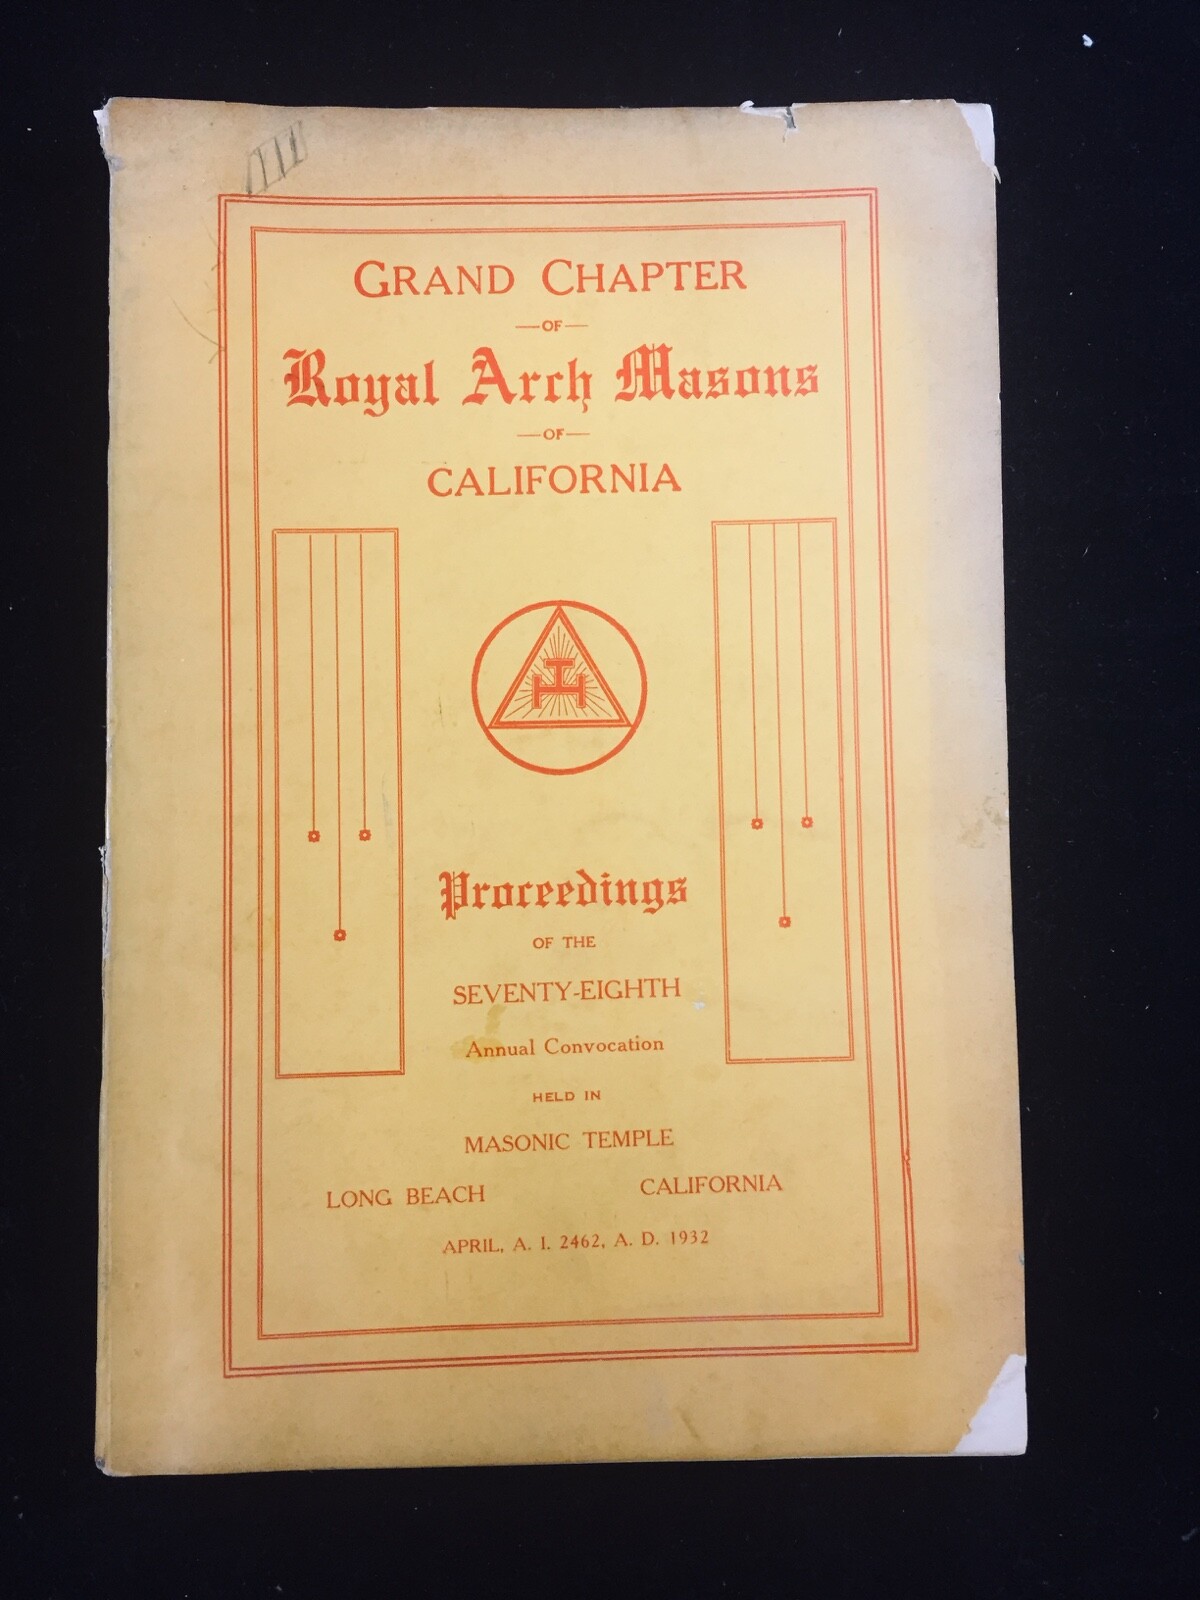 GRAND CHAPTER
—OF—
Royal Arch Masons
—OF—
CALIFORNIA
Proceedings
OF THE
SEVENTY-EIGHTH
Annual Convocation
HELD IN
MASONIC TEMPLE
LONG BEACH CALIFORNIA
APRIL, A. I. 2462, A. D. 1932